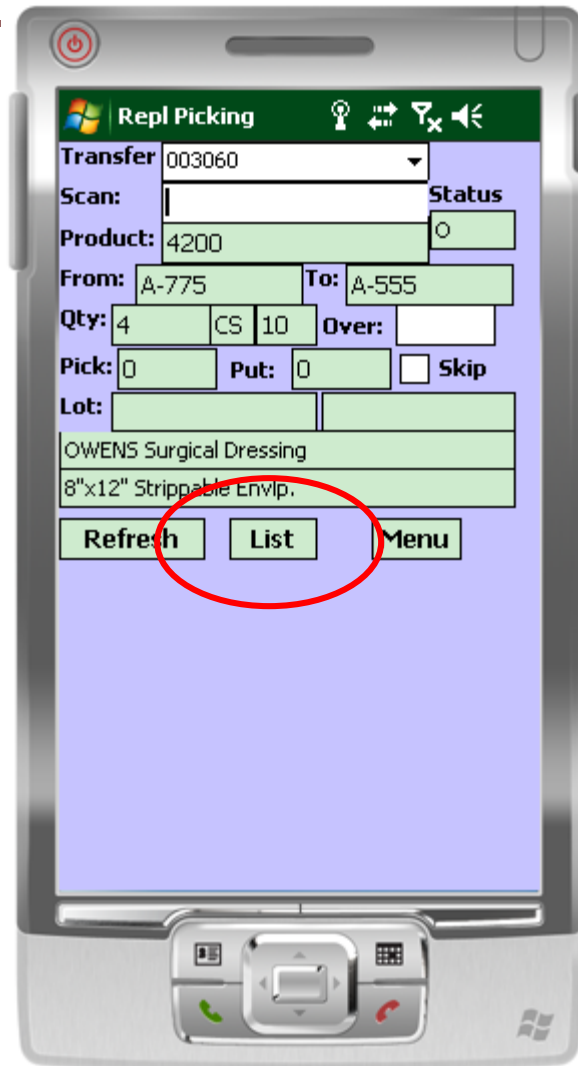 Repl Picking
Transfer 003060
Scan: Status
Product: 4200 O
From: A-775 To: A-555
Qty: 4 CS 10 Over:
Pick: 0 Put: 0 Skip
Lot:
OWENS Surgical Dressing
8"x12" Strippable Envlp.
Refresh List Menu